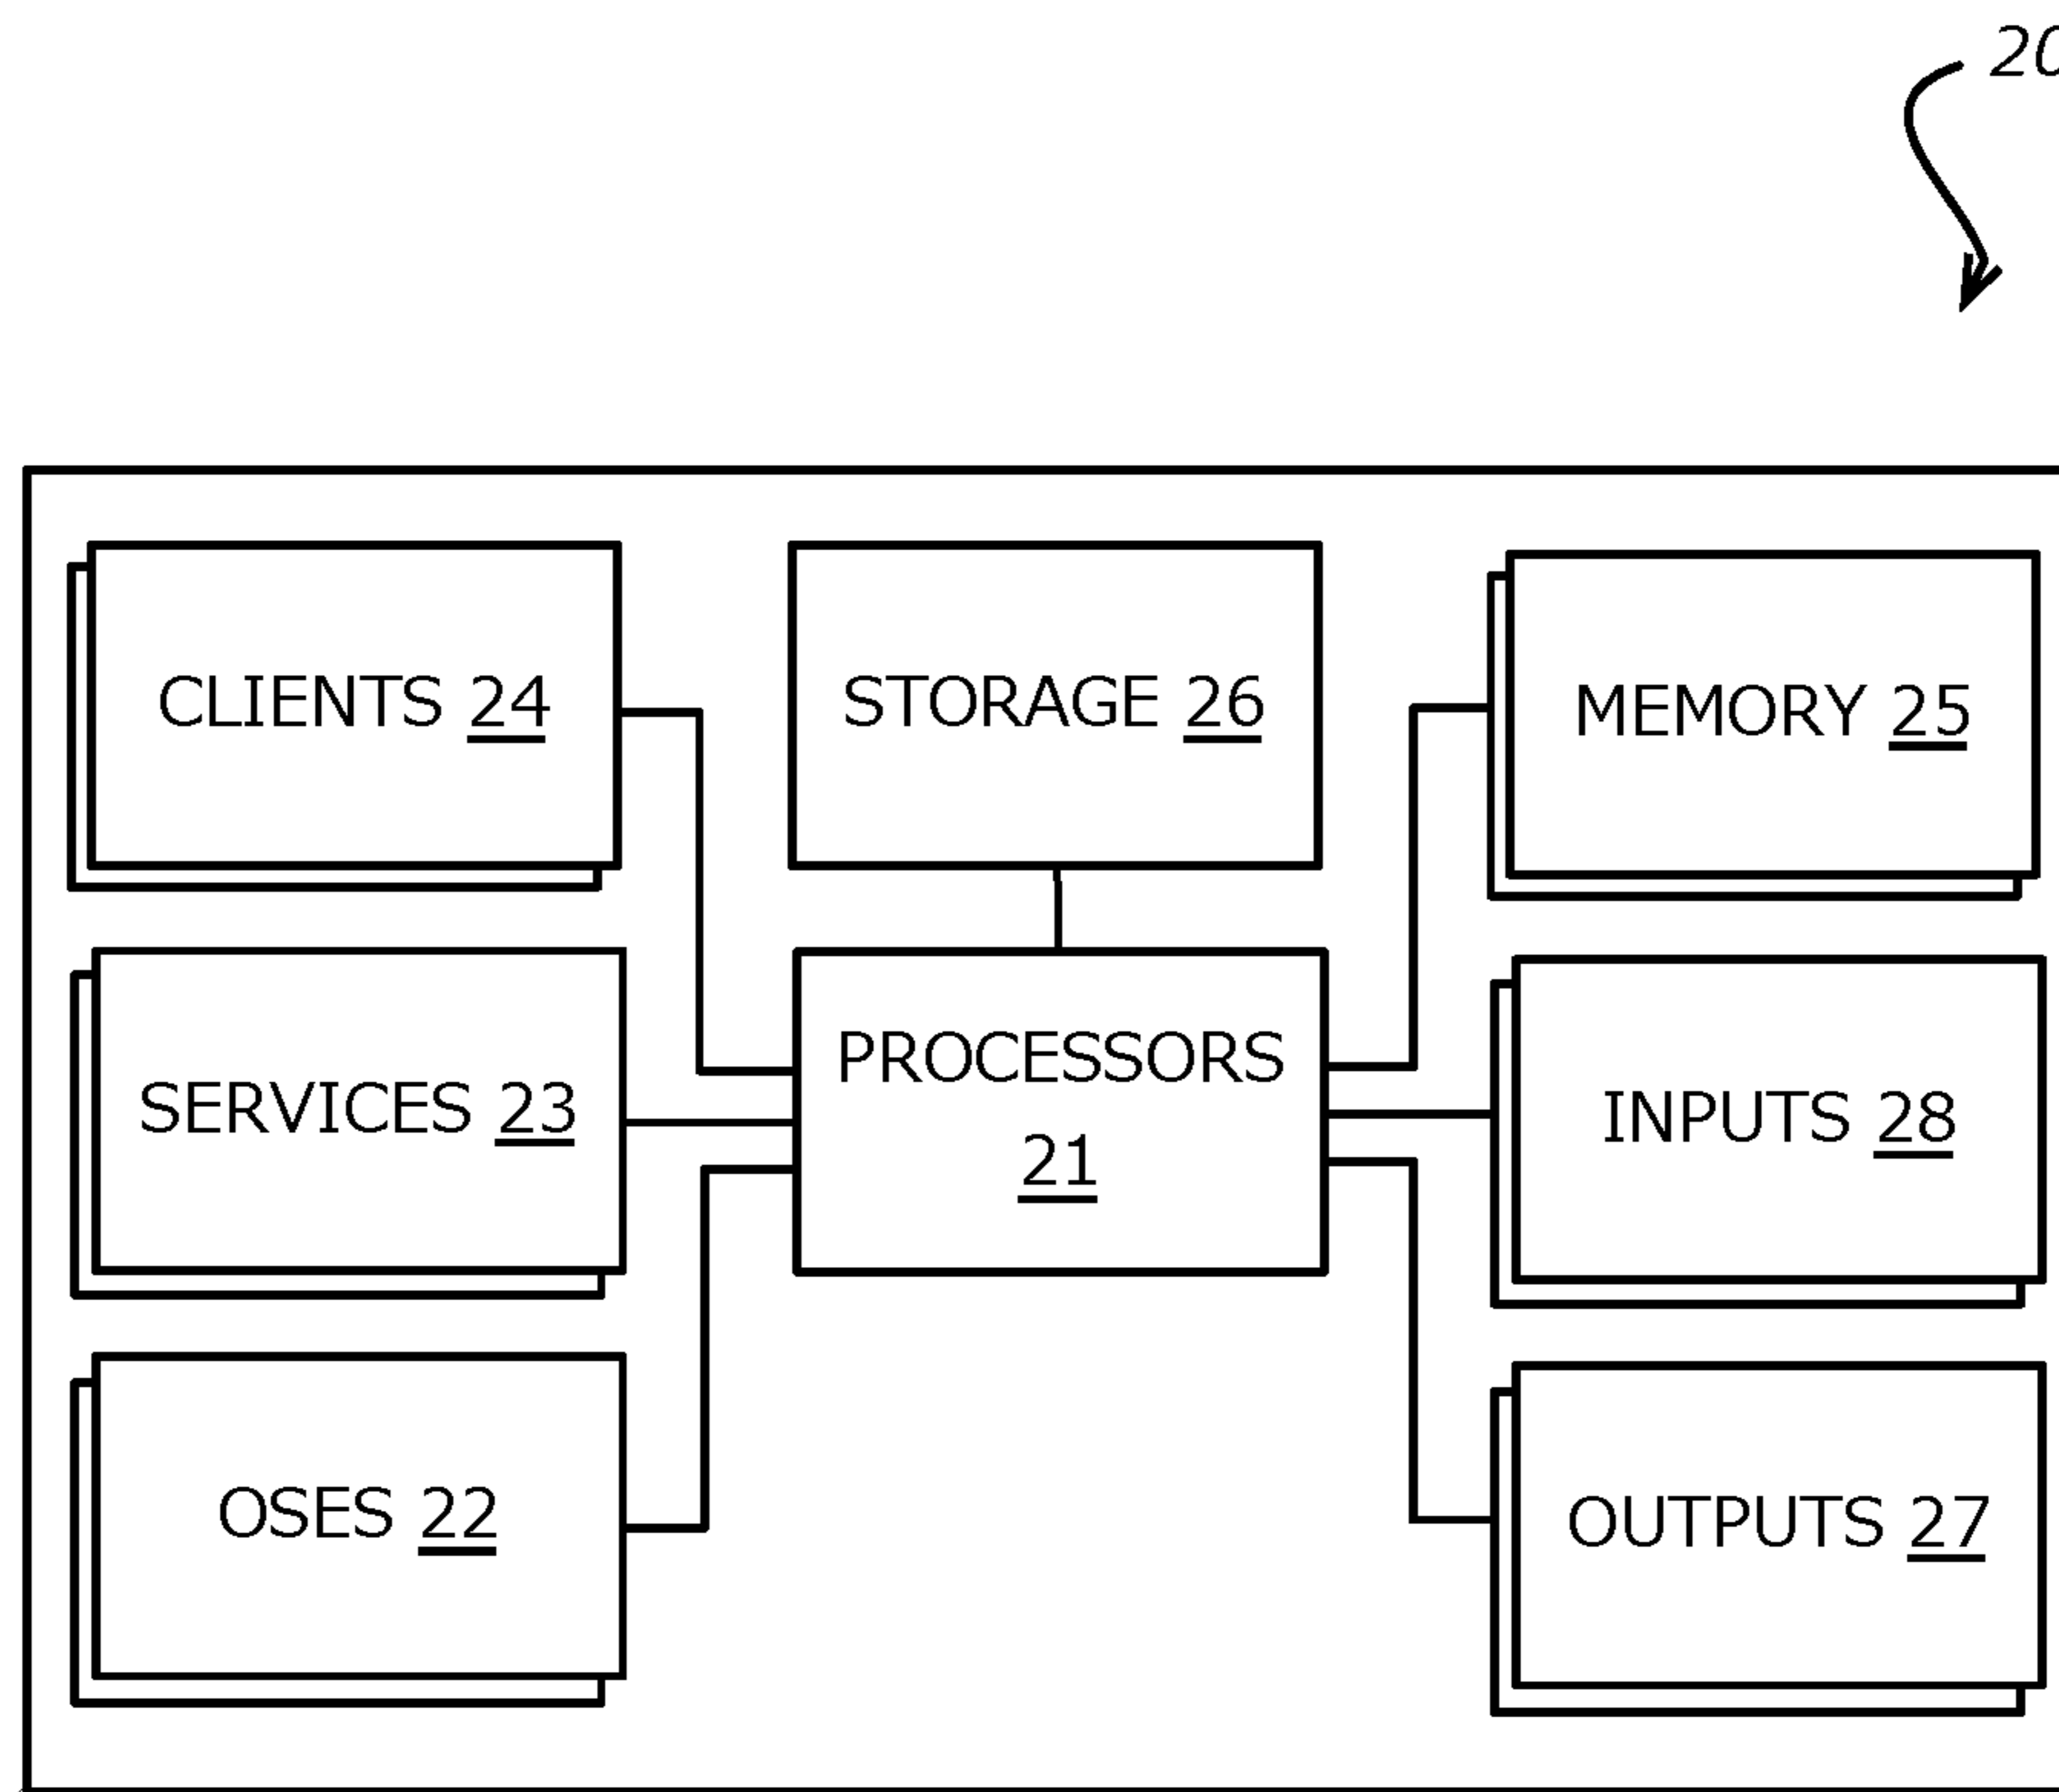 20
CLIENTS 24
STORAGE 26
MEMORY 25
SERVICES 23
PROCESSORS
21
INPUTS 28
OSES 22
OUTPUTS 27